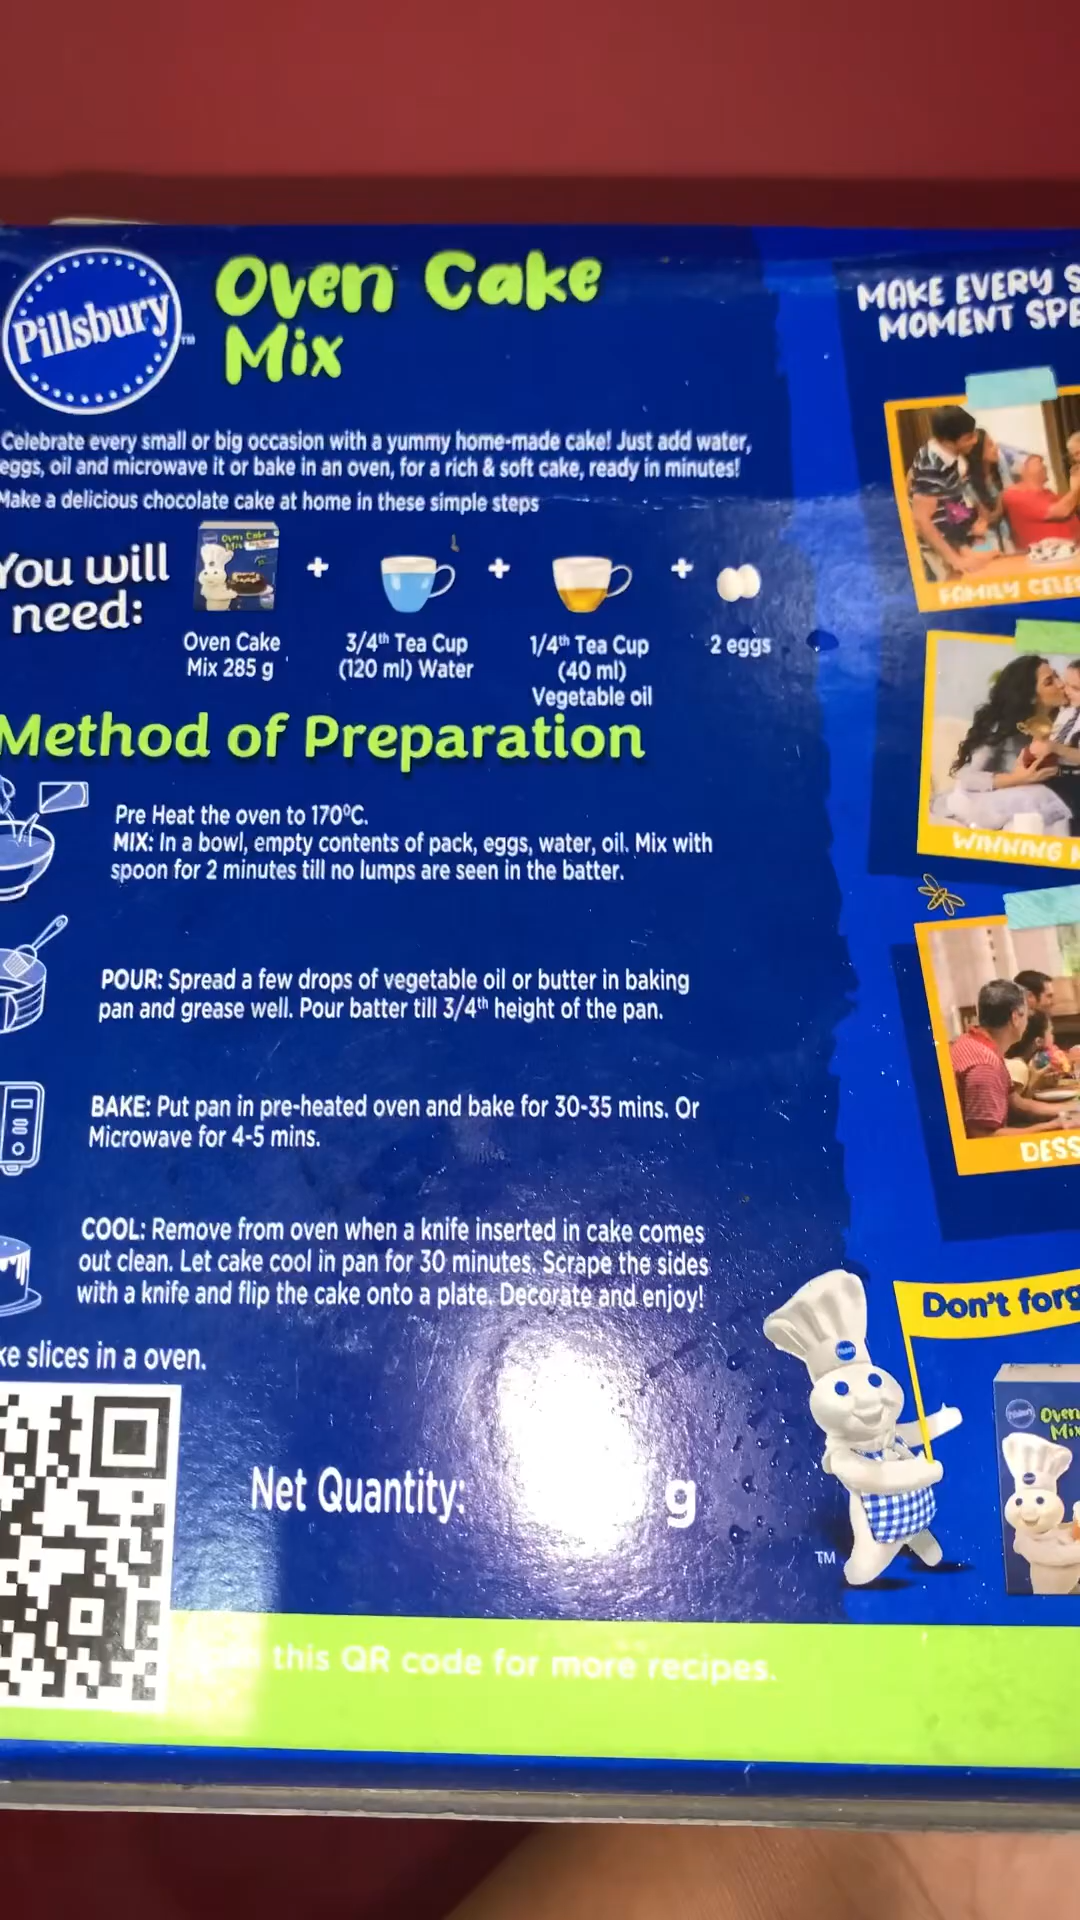 Pillsbury
TM
Oven Cake
Mix
Celebrate every small or big occasion with a yummy home-made cake! Just add water,
eggs, oil and microwave it or bake in an oven, for a rich & soft cake, ready in minutes!
Make a delicious chocolate cake at home in these simple steps
You will
need:
Oven Cake
Mix 285 g
+
3/4th Tea Cup
(120 ml) Water
+
1/4th Tea Cup
(40 ml)
Vegetable oil
+
2 eggs
Method of Preparation
Pre Heat the oven to 170ºC.
MIX: In a bowl, empty contents of pack, eggs, water, oil. Mix with
spoon for 2 minutes till no lumps are seen in the batter.
POUR: Spread a few drops of vegetable oil or butter in baking
pan and grease well. Pour batter till 3/4th height of the pan.
BAKE: Put pan in pre-heated oven and bake for 30-35 mins. Or
Microwave for 4-5 mins.
COOL: Remove from oven when a knife inserted in cake comes
out clean. Let cake cool in pan for 30 minutes. Scrape the sides
with a knife and flip the cake onto a plate. Decorate and enjoy!
slices in a oven.
Net Quantity: g
this QR code for more recipes.
MAKE EVERY
MOMENT
FAMILY
WINNING
Don't
TM
Oven
Mix